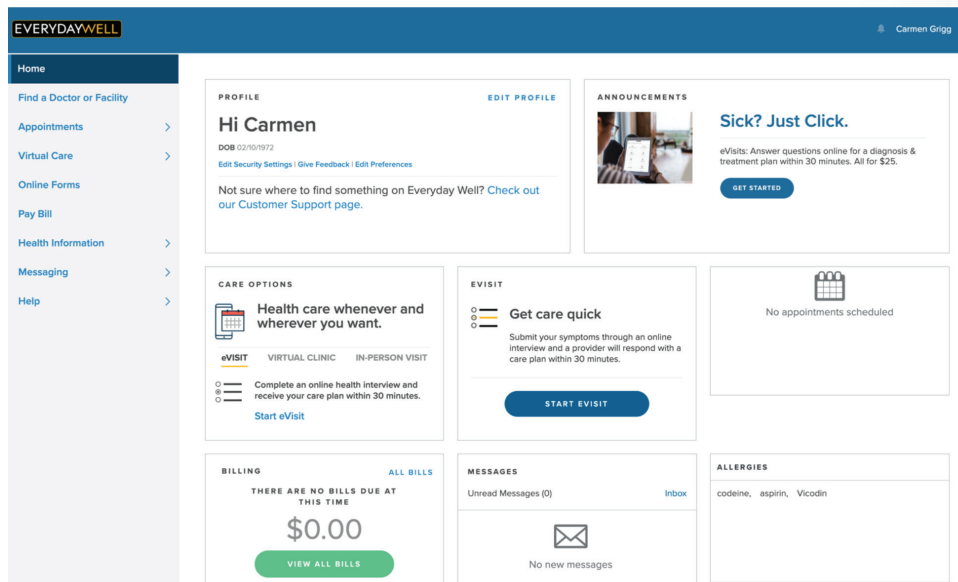 EVERYDAYWELL
Carmen Grigg
Home
Find a Doctor or Facility
Appointments
Virtual Care
Online Forms
Pay Bill
Health Information
Messaging
Help
PROFILE
EDIT PROFILE
Hi Carmen
DOB 02/10/1972
Edit Security Settings | Give Feedback | Edit Preferences
Not sure where to find something on Everyday Well? Check out
our Customer Support page.
ANNOUNCEMENTS
Sick? Just Click.
eVisits: Answer questions online for a diagnosis &
treatment plan within 30 minutes. All for $25.
GET STARTED
CARE OPTIONS
Health care whenever and
wherever you want.
eVISIT
VIRTUAL CLINIC
IN-PERSON VISIT
Complete an online health interview and
receive your care plan within 30 minutes.
Start eVisit
EVISIT
Get care quick
Submit your symptoms through an online
interview and a provider will respond with a
care plan within 30 minutes.
START EVISIT
No appointments scheduled
BILLING
ALL BILLS
THERE ARE NO BILLS DUE AT
THIS TIME
$0.00
VIEW ALL BILLS
MESSAGES
Unread Messages (0)
Inbox
No new messages
ALLERGIES
codeine, aspirin, Vicodin